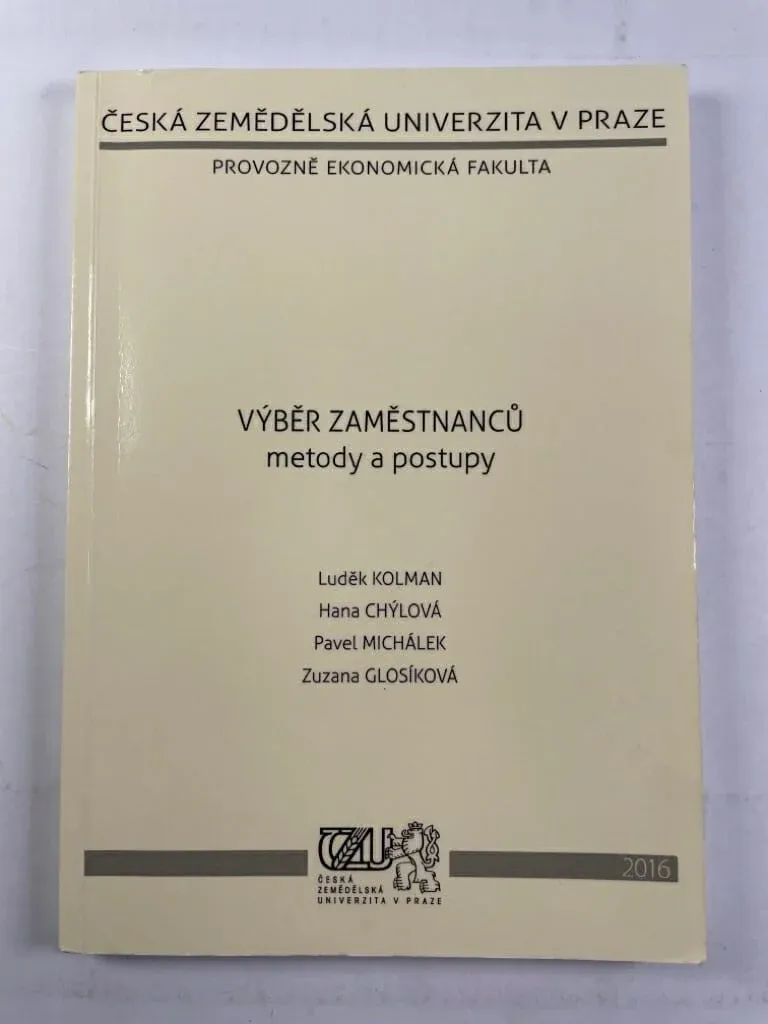 ČESKÁ ZEMĚDĚLSKÁ UNIVERZITA V PRAZE
PROVOZNĚ EKONOMICKÁ FAKULTA
VÝBĚR ZAMĚSTNANCŮ
metody a postupy
Luděk KOLMAN
Hana CHÝLOVÁ
Pavel MICHÁLEK
Zuzana GLOSÍKOVÁ
ČZU
ČESKÁ
ZEMĚDĚLSKÁ
UNIVERZITA V PRAZE
2016